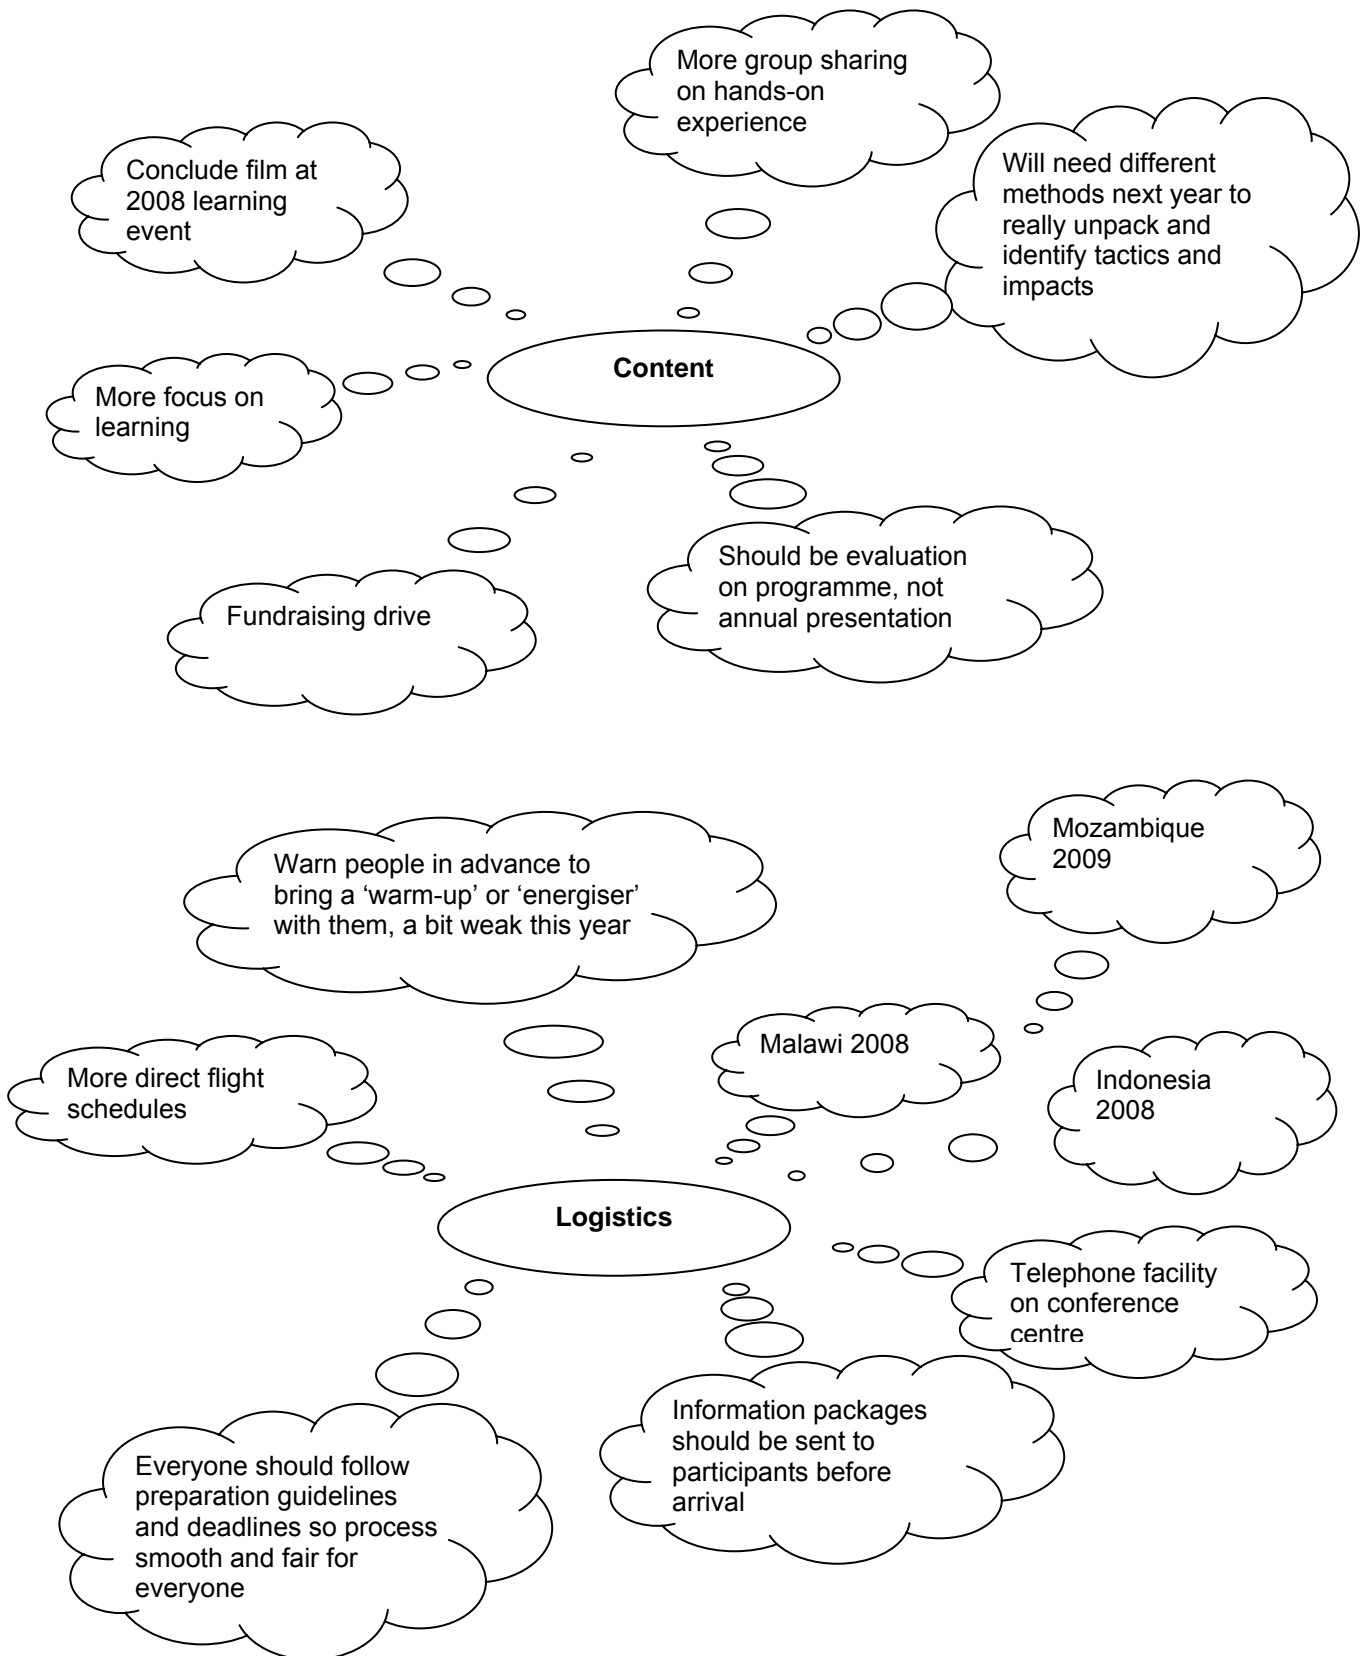 More group sharing
on hands-on
experience
Conclude film at
2008 learning
event
Will need different
methods next year to
really unpack and
identify tactics and
impacts
Content
More focus on
learning
Should be evaluation
on programme, not
annual presentation
Fundraising drive
Mozambique
2009
Warn people in advance to
bring a ‘warm-up’ or ‘energiser’
with them, a bit weak this year
Malawi 2008
More direct flight
schedules
Indonesia
2008
Logistics
Telephone facility
on conference
centre
Information packages
should be sent to
participants before
arrival
Everyone should follow
preparation guidelines
and deadlines so process
smooth and fair for
everyone